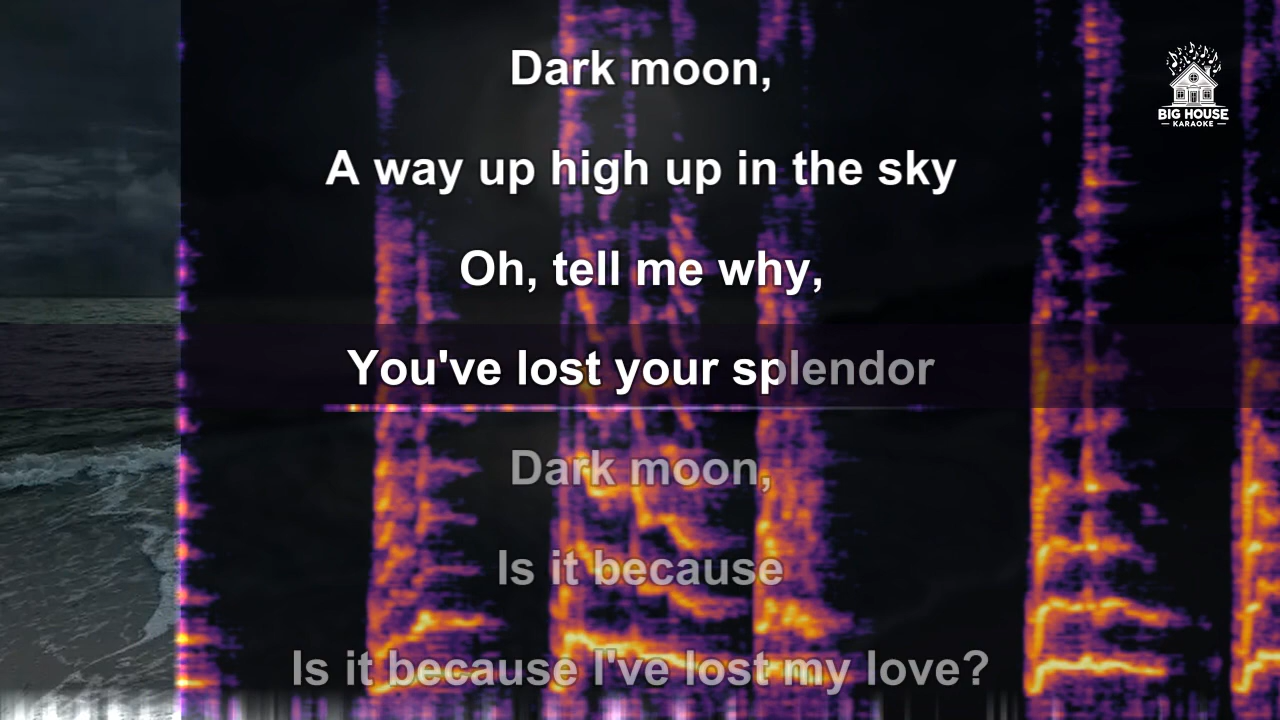 Dark moon,
A way up high up in the sky
Oh, tell me why,
You've lost your splendor
Dark moon,
Is it because
Is it because I've lost my love?
BIG HOUSE
KARAOKE